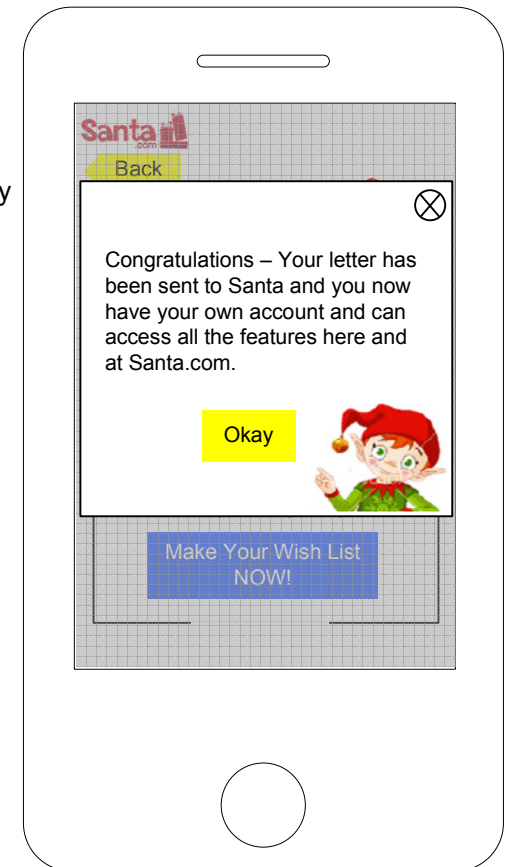 Santa
.com
Back
y
Congratulations – Your letter has
been sent to Santa and you now
have your own account and can
access all the features here and
at Santa.com.
Okay
Make Your Wish List
NOW!